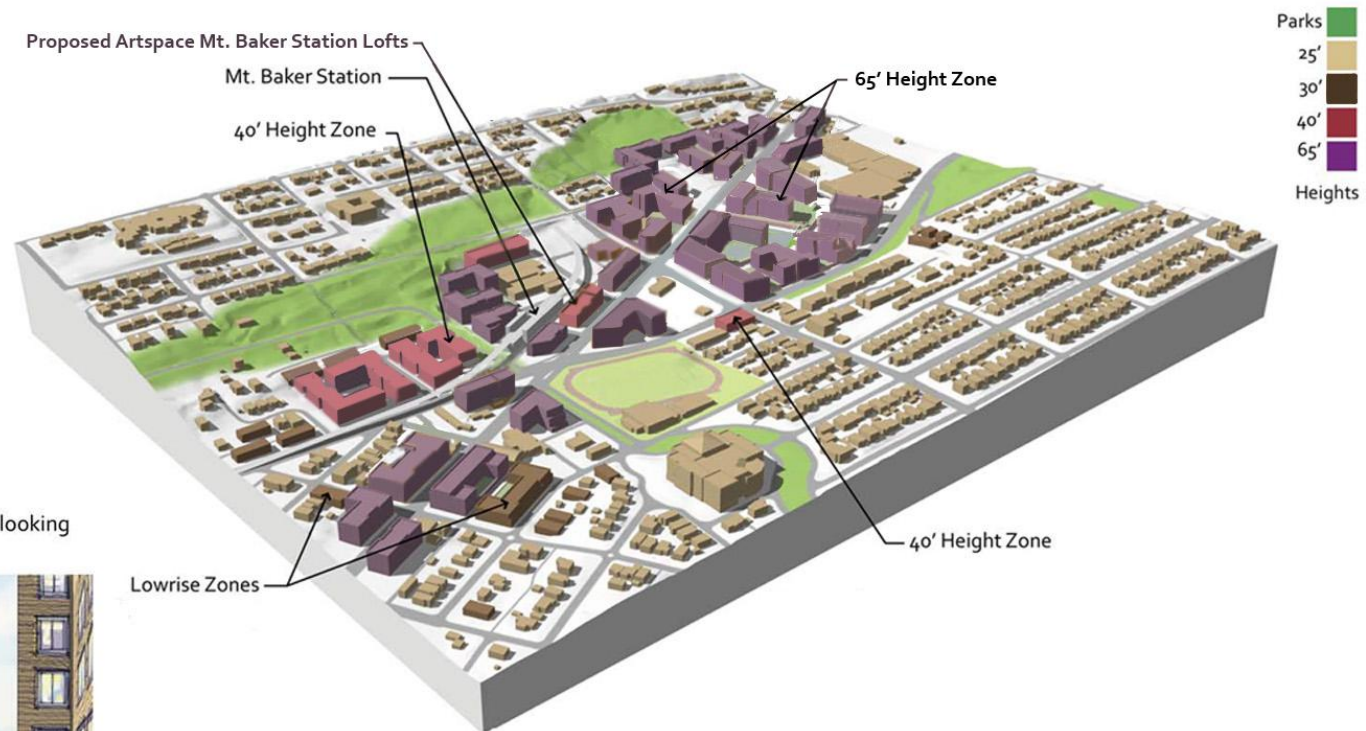 Proposed Artspace Mt. Baker Station Lofts
Mt. Baker Station
40' Height Zone
65' Height Zone
Parks
25'
30'
40'
65'
Heights
looking
Lowrise Zones
40' Height Zone